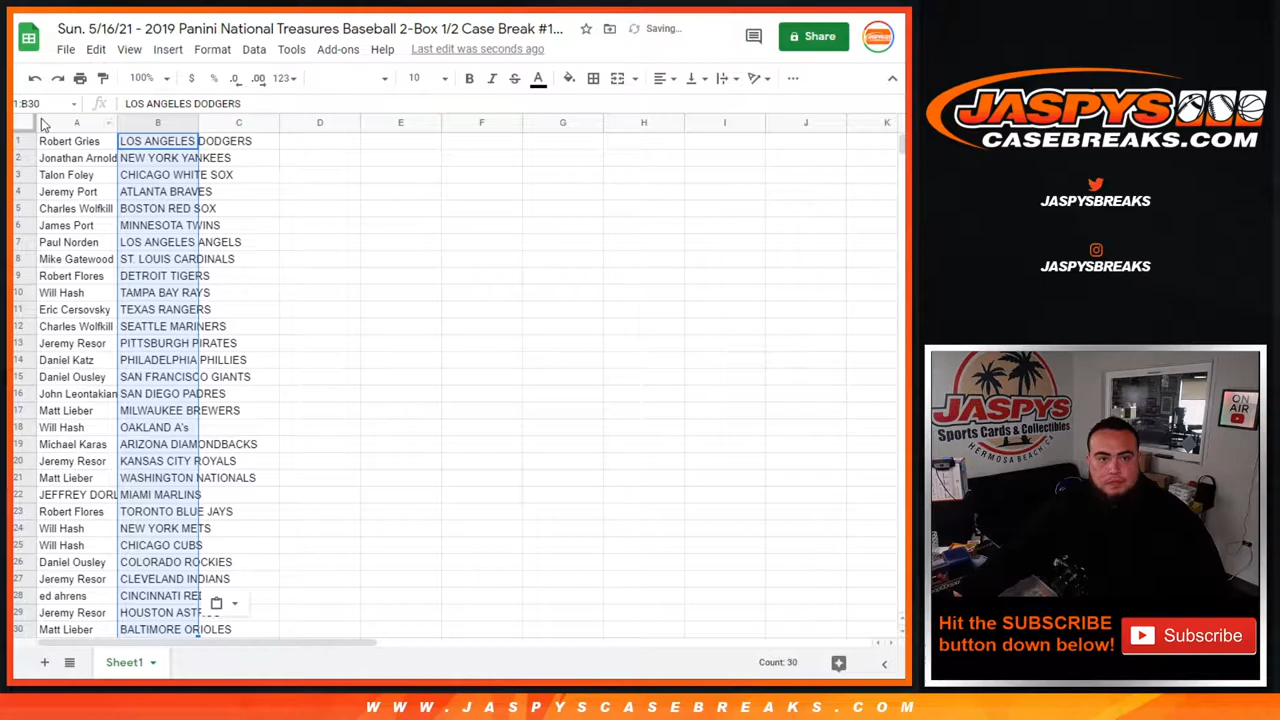 Sun. 5/16/21 - 2019 Panini National Treasures Baseball 2-Box 1/2 Case Break #1...
Saving...
Share
File Edit View Insert Format Data Tools Add-ons Help Last edit was seconds ago
100% $ % .0 .00 123 10 B I S A
1:B30 fx LOS ANGELES DODGERS
A B C D E F G H I J K
1 Robert Gries LOS ANGELES DODGERS
2 Jonathan Arnold NEW YORK YANKEES
3 Talon Foley CHICAGO WHITE SOX
4 Jeremy Port ATLANTA BRAVES
5 Charles Wolfkill BOSTON RED SOX
6 James Port MINNESOTA TWINS
7 Paul Norden LOS ANGELES ANGELS
8 Mike Gatewood ST. LOUIS CARDINALS
9 Robert Flores DETROIT TIGERS
10 Will Hash TAMPA BAY RAYS
11 Eric Cersovsky TEXAS RANGERS
12 Charles Wolfkill SEATTLE MARINERS
13 Jeremy Resor PITTSBURGH PIRATES
14 Daniel Katz PHILADELPHIA PHILLIES
15 Daniel Ousley SAN FRANCISCO GIANTS
16 John Leontakian SAN DIEGO PADRES
17 Matt Lieber MILWAUKEE BREWERS
18 Will Hash OAKLAND A's
19 Michael Karas ARIZONA DIAMONDBACKS
20 Jeremy Resor KANSAS CITY ROYALS
21 Matt Lieber WASHINGTON NATIONALS
22 JEFFREY DORL MIAMI MARLINS
23 Robert Flores TORONTO BLUE JAYS
24 Will Hash NEW YORK METS
25 Will Hash CHICAGO CUBS
26 Daniel Ousley COLORADO ROCKIES
27 Jeremy Resor CLEVELAND INDIANS
28 ed ahrens CINCINNATI RE
29 Jeremy Resor HOUSTON AST
30 Matt Lieber BALTIMORE ORIOLES
Sheet1
Count: 30
JASPYS
CASEBREAKS.COM
JASPYSBREAKS
JASPYSBREAKS
JASPYS
Sports Cards & Collectibles
HERMOSA BEACH CA
ON AIR
Hit the SUBSCRIBE
button down below!
Subscribe
WWW.JASPYSCASEBREAKS.COM